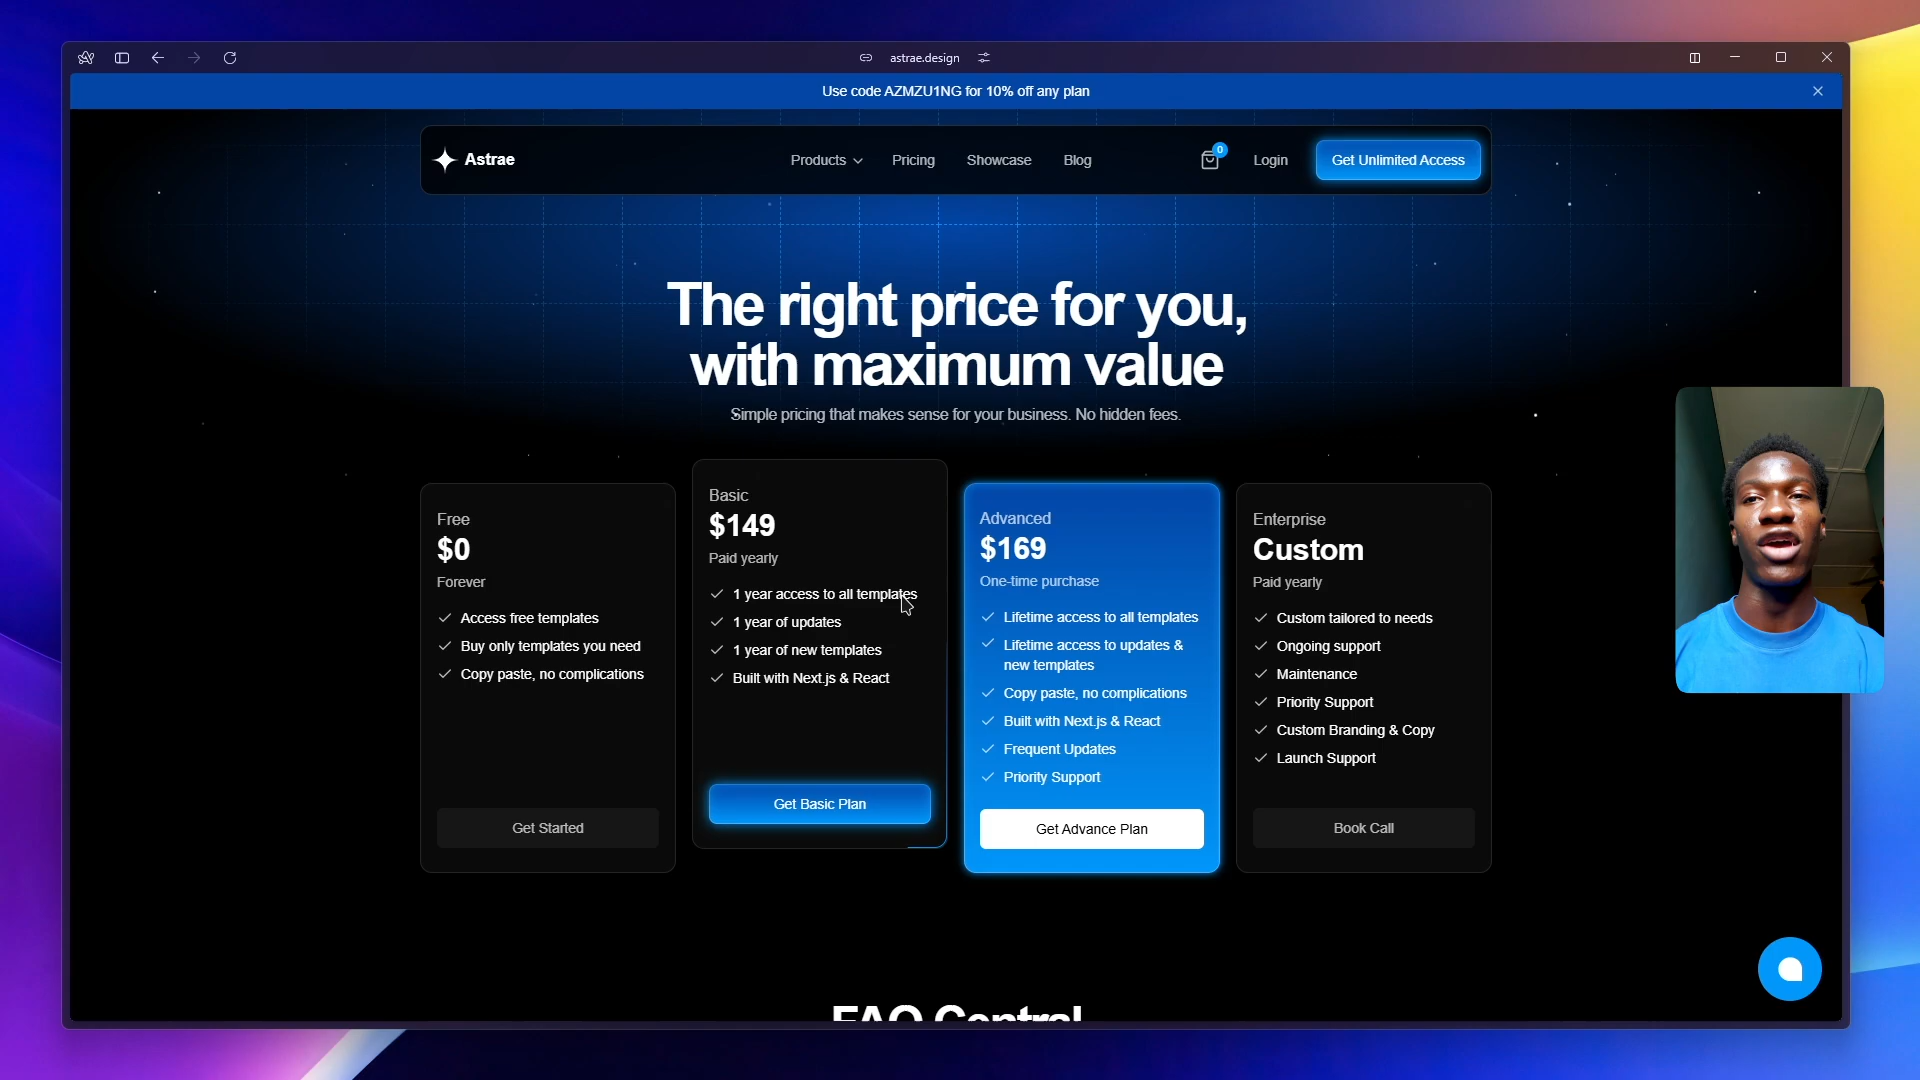 astrae.design
Use code AZMZU1NG for 10% off any plan
Astrae
Products
Pricing
Showcase
Blog
0
Login
Get Unlimited Access
The right price for you,
with maximum value
Simple pricing that makes sense for your business. No hidden fees.
Free
$0
Forever
Access free templates
Buy only templates you need
Copy paste, no complications
Get Started
Basic
$149
Paid yearly
1 year access to all templates
1 year of updates
1 year of new templates
Built with Next.js & React
Get Basic Plan
Advanced
$169
One-time purchase
Lifetime access to all templates
Lifetime access to updates &
new templates
Copy paste, no complications
Built with Next.js & React
Frequent Updates
Priority Support
Get Advance Plan
Enterprise
Custom
Paid yearly
Custom tailored to needs
Ongoing support
Maintenance
Priority Support
Custom Branding & Copy
Launch Support
Book Call
FAQ Central